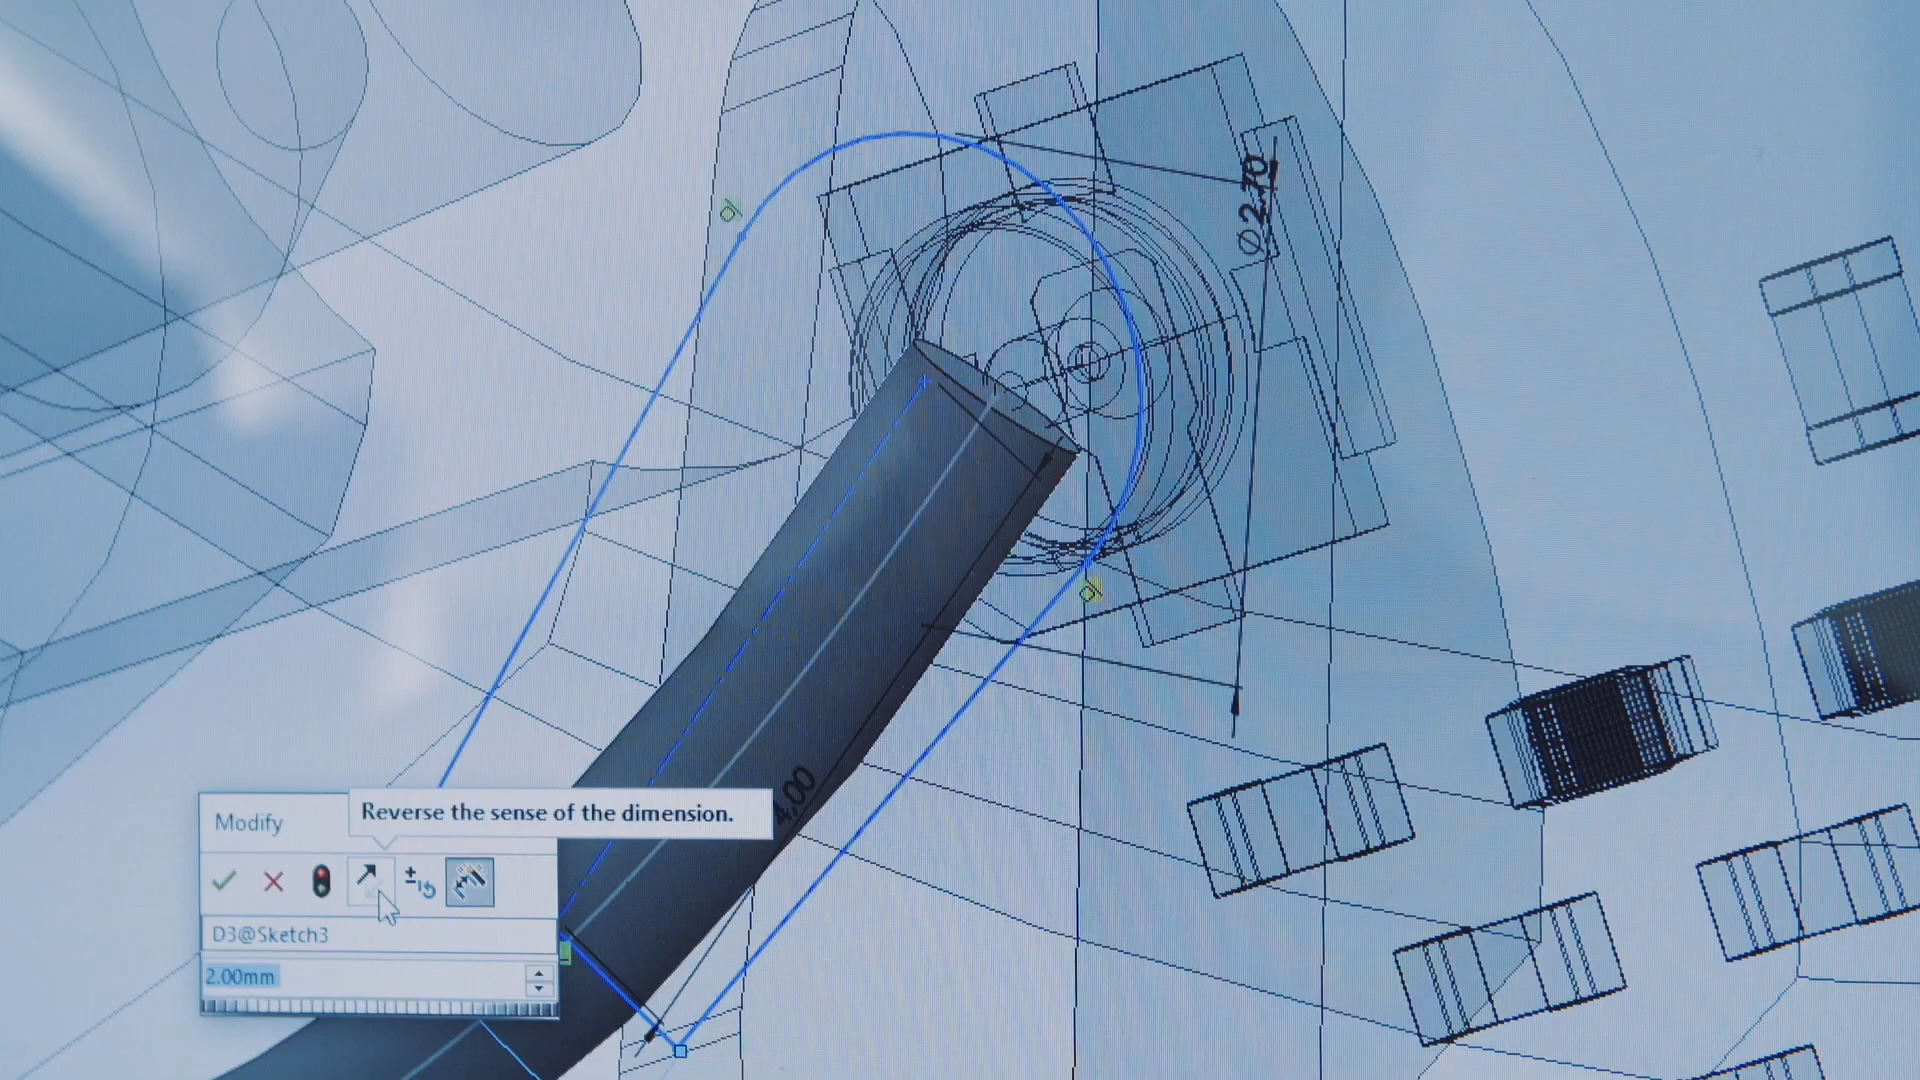 Ø2.70
4,00
Modify
Reverse the sense of the dimension.
D3@Sketch3
2.00mm